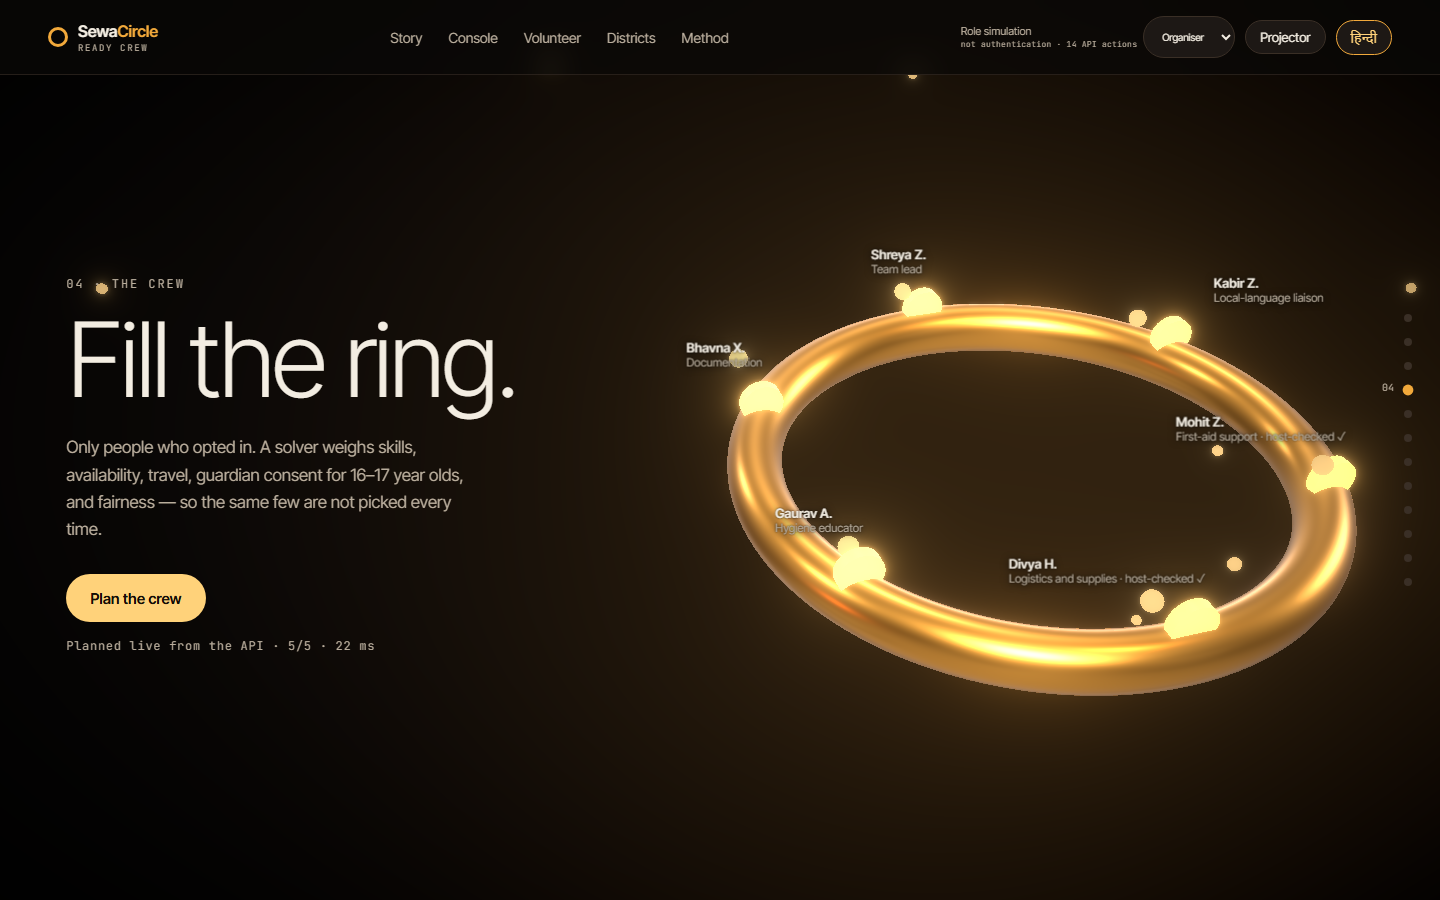 SewaCircle
READY CREW
Story
Console
Volunteer
Districts
Method
Role simulation
not authentication · 14 API actions
Organiser
Projector
हिन्दी
04 · THE CREW
Fill the ring.
Only people who opted in. A solver weighs skills,
availability, travel, guardian consent for 16–17 year olds,
and fairness — so the same few are not picked every
time.
Plan the crew
Planned live from the API · 5/5 · 22 ms
Shreya Z.
Team lead
Kabir Z.
Local-language liaison
Bhavna X.
Documentation
Mohit Z.
First-aid support · host-checked ✓
Gaurav A.
Hygiene educator
Divya H.
Logistics and supplies · host-checked ✓
04